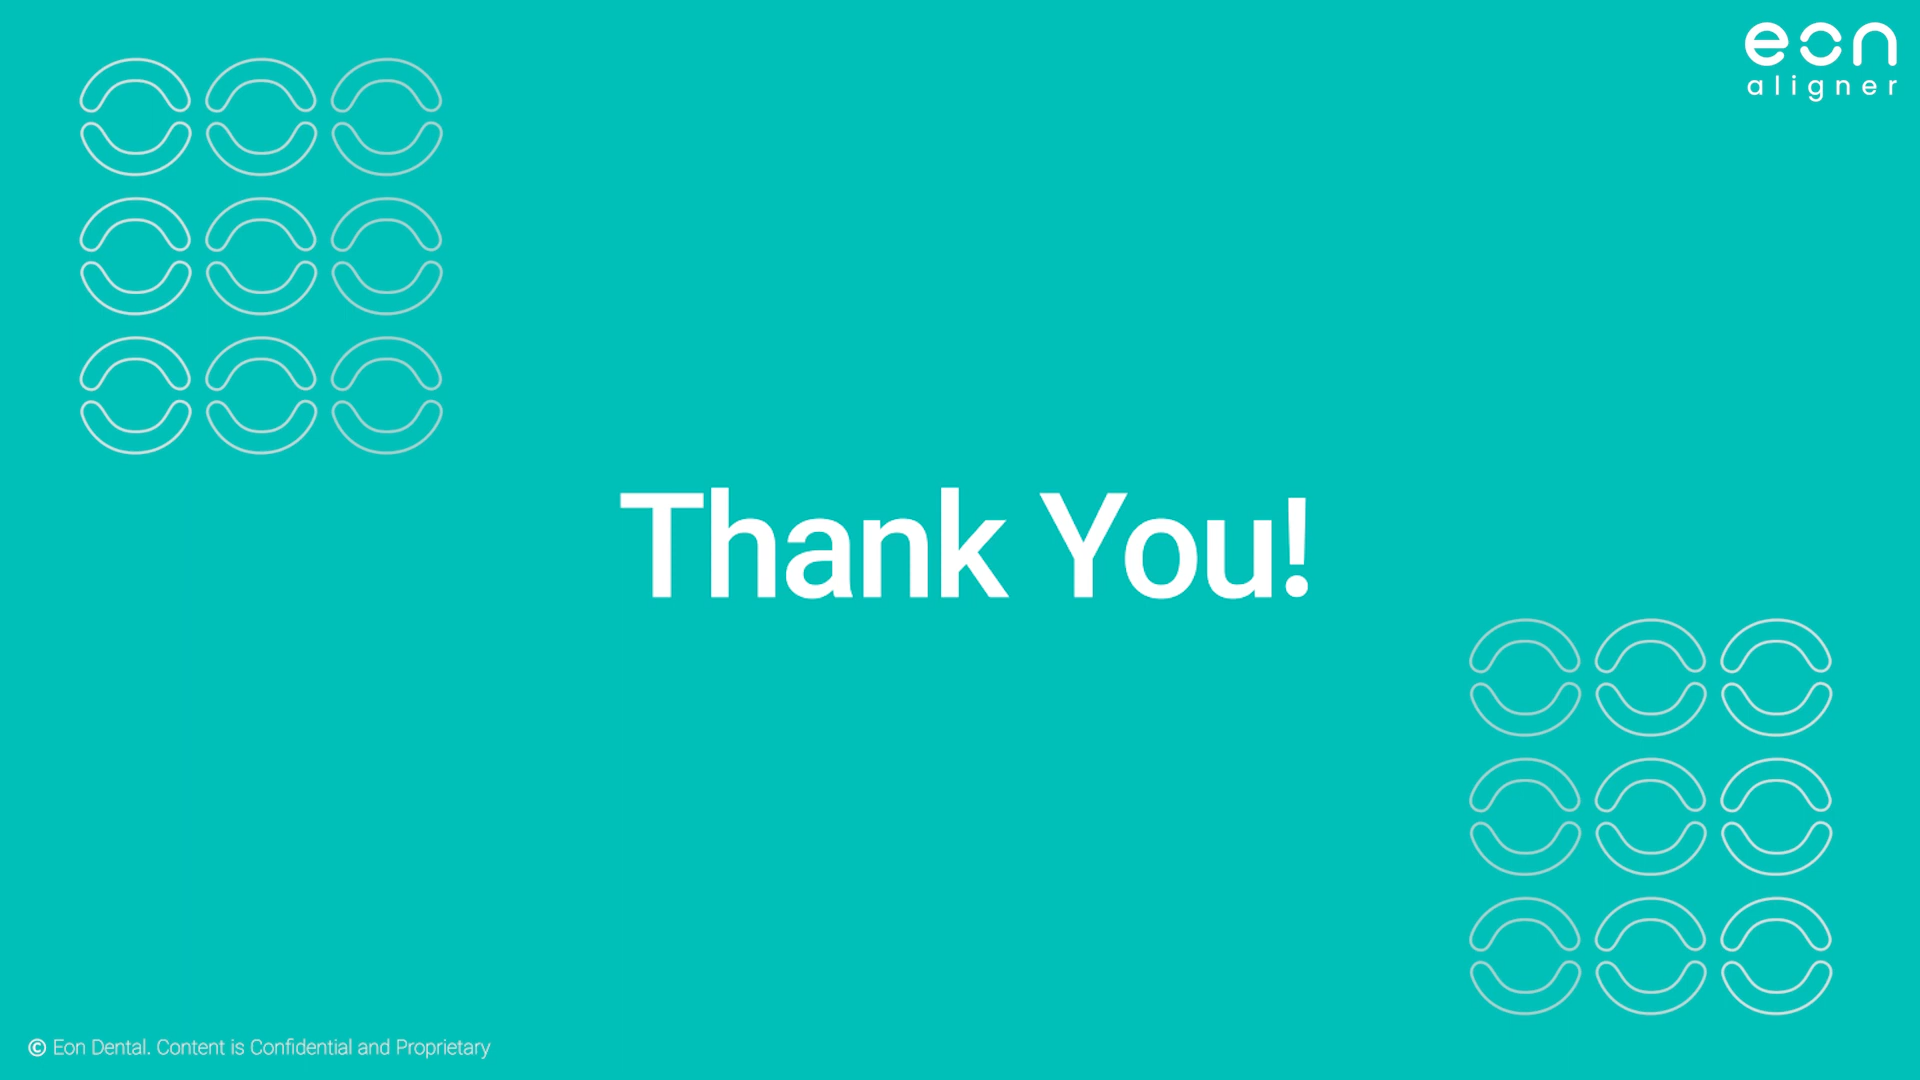 eon
aligner
Thank You!
© Eon Dental. Content is Confidential and Proprietary